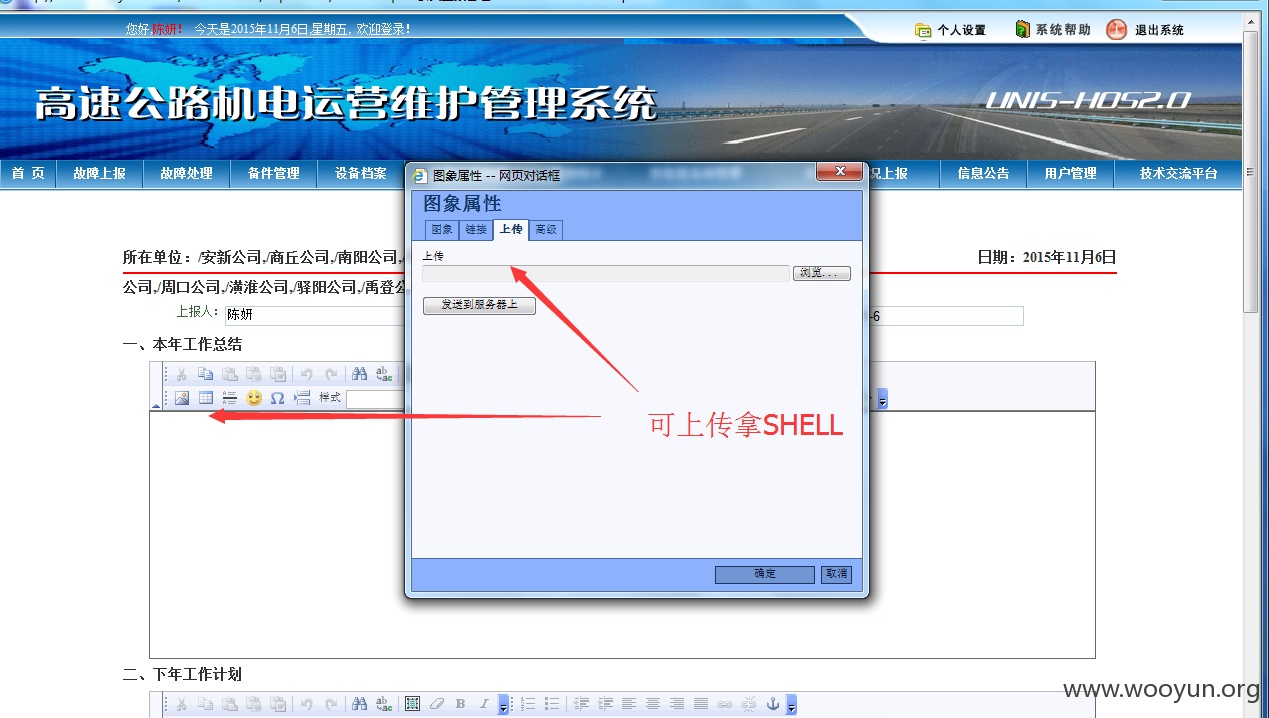 您好,陈妍! 今天是2015年11月6日,星期五, 欢迎登录!
个人设置 系统帮助 退出系统
高速公路机电运营维护管理系统
UNIS-HOS2.0
首 页 故障上报 故障处理 备件管理 设备档案 况上报 信息公告 用户管理 技术交流平台
图象属性 -- 网页对话框
图象属性
图象 链接 上传 高级
上传
浏览...
发送到服务器上
确定 取消
所在单位：/安新公司,/商丘公司,/南阳公司,
日期：2015年11月6日
公司,/周口公司,/潢淮公司,/驿阳公司,/禹登公
上报人: 陈妍
-6
一、本年工作总结
样式
可上传拿SHELL
二、下年工作计划
www.wooyun.org